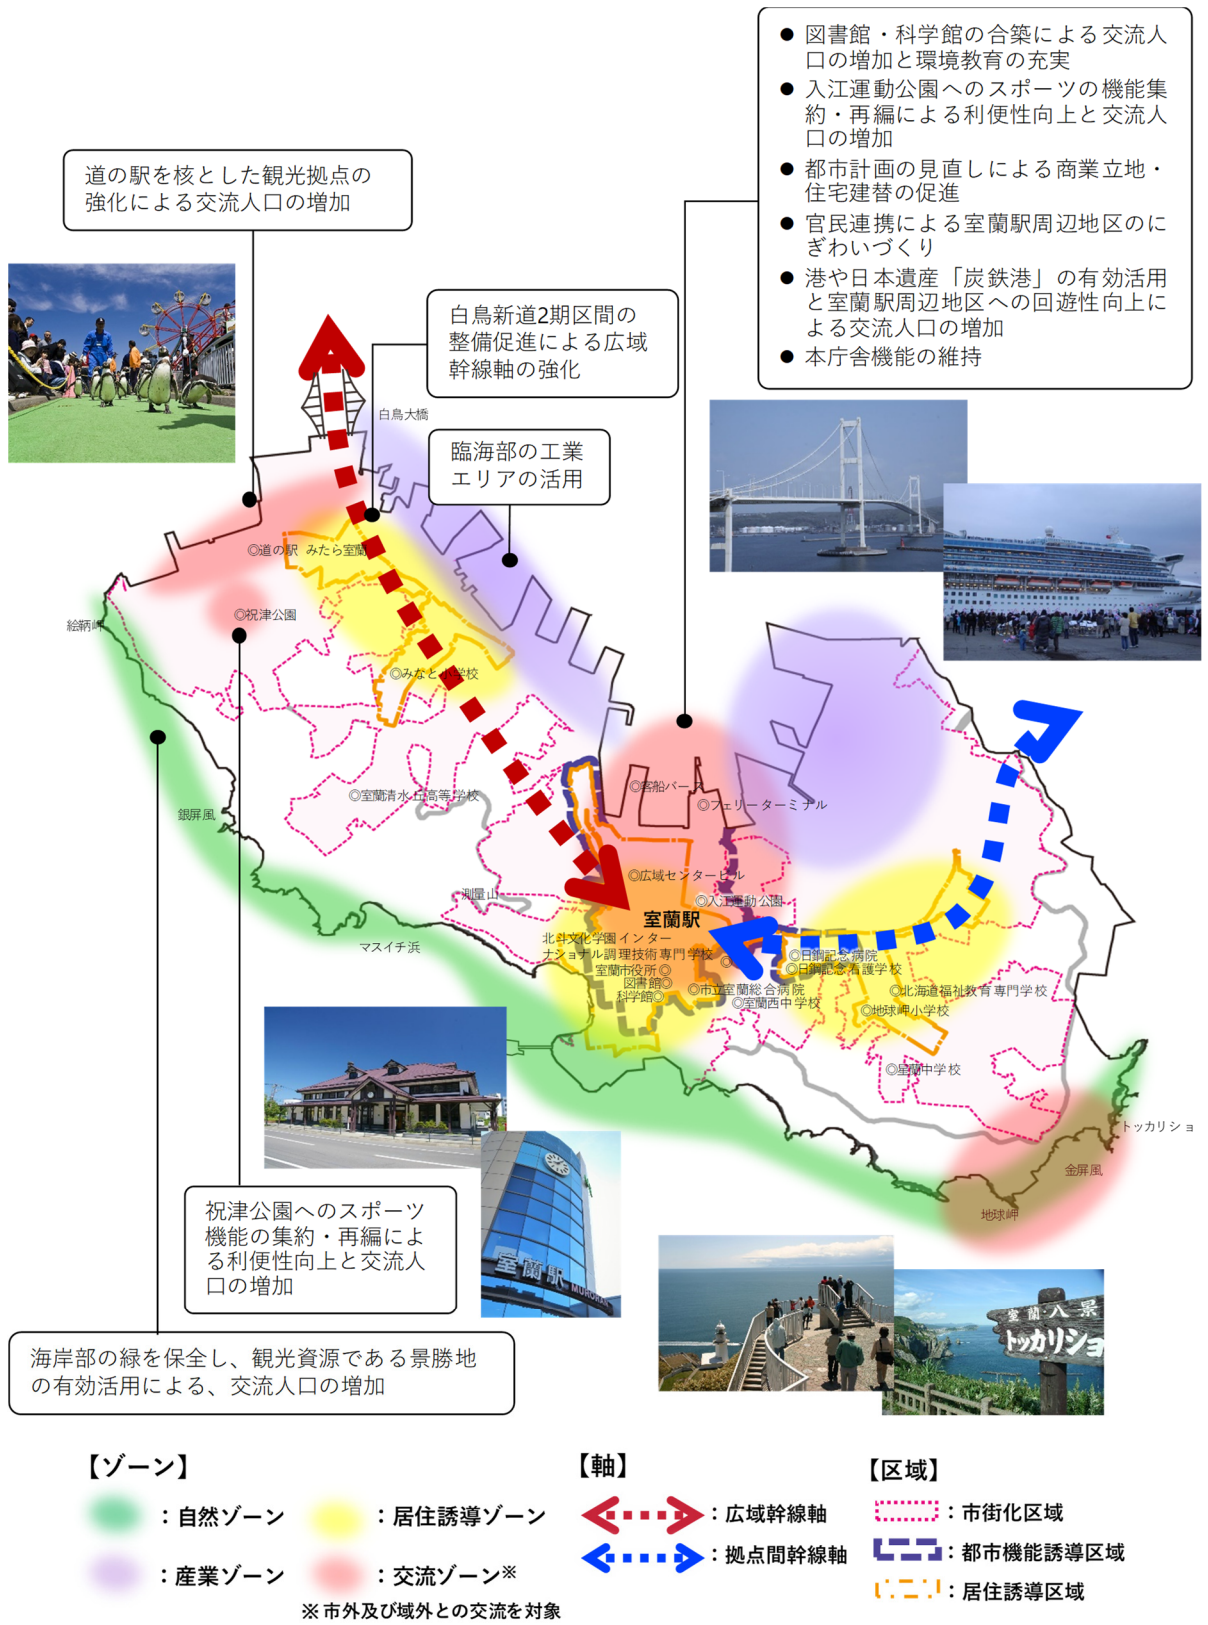 ● 図書館・科学館の合築による交流人
口の増加と環境教育の充実
● 入江運動公園へのスポーツの機能集
約・再編による利便性向上と交流人
口の増加
● 都市計画の見直しによる商業立地・
住宅建替の促進
● 官民連携による室蘭駅周辺地区のに
ぎわいづくり
● 港や日本遺産「炭鉄港」の有効活用
と室蘭駅周辺地区への回遊性向上に
よる交流人口の増加
● 本庁舎機能の維持
道の駅を核とした観光拠点の
強化による交流人口の増加
白鳥新道2期区間の
整備促進による広域
幹線軸の強化
白鳥大橋
臨海部の工業
エリアの活用
◎道の駅 みたら室蘭
◎祝津公園
絵鞆岬
◎みなと小学校
◎室蘭清水丘高等学校
銀屏風
◎客船バース
◎フェリーターミナル
測量山
◎広域センタービル
◎入江運動公園
室蘭駅
マスイチ浜
北斗文化学園インター
ナショナル調理技術専門学校
室蘭市役所◎
図書館◎
科学館◎
◎日鋼記念病院
◎日鋼記念看護学校
◎市立室蘭総合病院
◎室蘭西中学校
◎北海道福祉教育専門学校
◎地球岬小学校
◎星蘭中学校
トッカリショ
金屏風
地球岬
室蘭駅
MURORAN
室蘭八景
トッカリショ
祝津公園へのスポーツ
機能の集約・再編によ
る利便性向上と交流人
口の増加
海岸部の緑を保全し、観光資源である景勝地
の有効活用による、交流人口の増加
【ゾーン】
：自然ゾーン
：居住誘導ゾーン
：産業ゾーン
：交流ゾーン※
※市外及び域外との交流を対象
【軸】
：広域幹線軸
：拠点間幹線軸
【区域】
：市街化区域
：都市機能誘導区域
：居住誘導区域